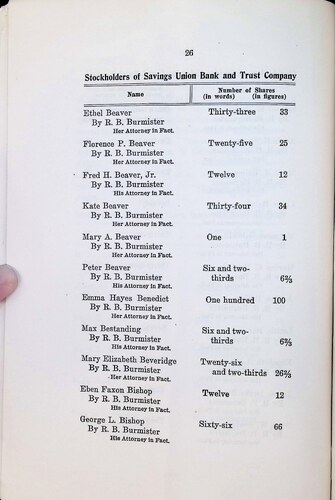 26
Stockholders of Savings Union Bank and Trust Company
Name Number of Shares
(in words) (in figures)
Ethel Beaver Thirty-three 33
By R. B. Burmister
Her Attorney in Fact.
Florence P. Beaver Twenty-five 25
By R. B. Burmister
Her Attorney in Fact.
Fred H. Beaver, Jr. Twelve 12
By R. B. Burmister
His Attorney in Fact.
Kate Beaver Thirty-four 34
By R. B. Burmister
Her Attorney in Fact.
Mary A. Beaver One 1
By R. B. Burmister
Her Attorney in Fact.
Peter Beaver Six and two-
By R. B. Burmister thirds 6⅔
His Attorney in Fact.
Emma Hayes Benedict One hundred 100
By R. B. Burmister
Her Attorney in Fact.
Max Bestanding Six and two-
By R. B. Burmister thirds 6⅔
His Attorney in Fact.
Mary Elizabeth Beveridge Twenty-six
By R. B. Burmister and two-thirds 26⅔
Her Attorney in Fact.
Eben Faxon Bishop Twelve 12
By R. B. Burmister
His Attorney in Fact.
George L. Bishop Sixty-six 66
By R. B. Burmister
His Attorney in Fact.